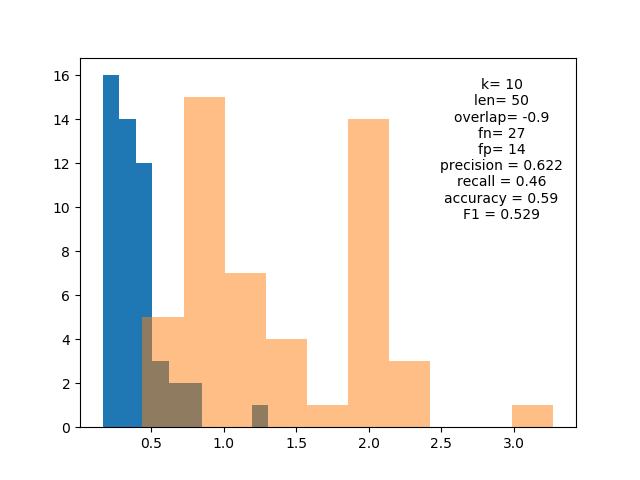 16
14
12
10
8
6
4
2
0
0.5 1.0 1.5 2.0 2.5 3.0
k= 10
len= 50
overlap= -0.9
fn= 27
fp= 14
precision = 0.622
recall = 0.46
accuracy = 0.59
F1 = 0.529